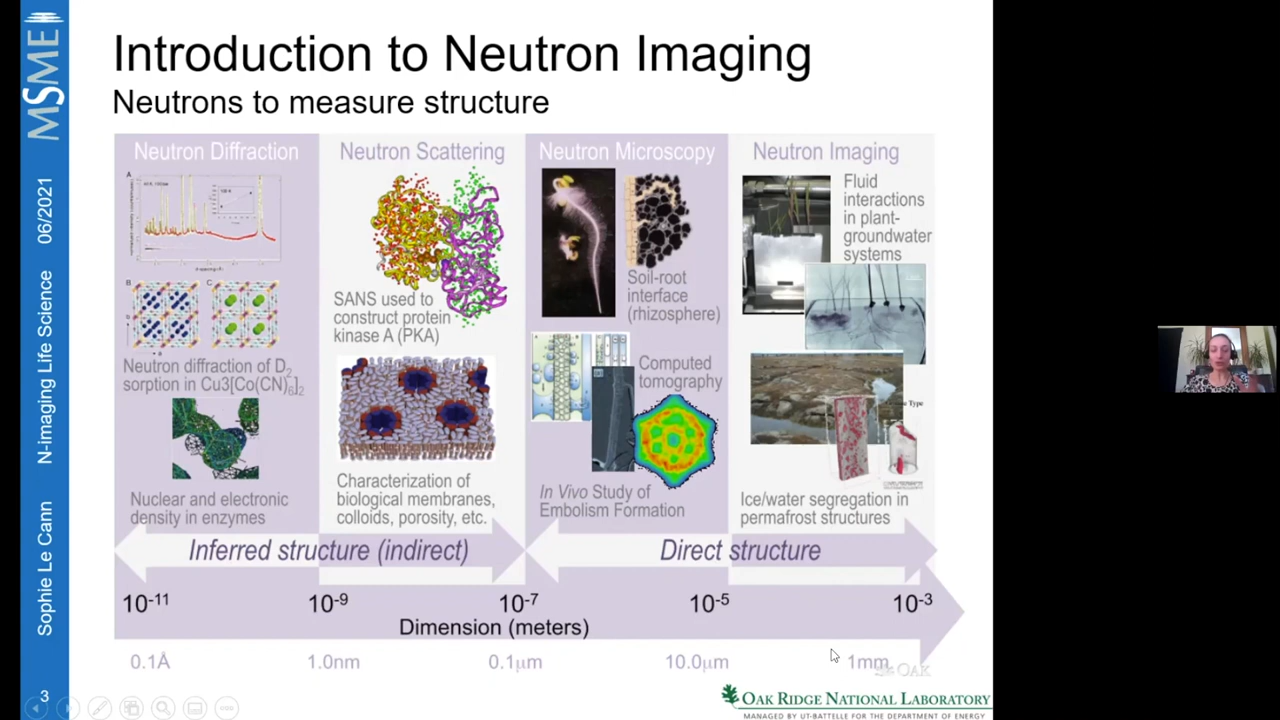 Introduction to Neutron Imaging
Neutrons to measure structure
MSME
06/2021
N-imaging Life Science
Sophie Le Cann
3
Neutron Diffraction
A
B
C
Neutron diffraction of D2
sorption in Cu3[Co(CN)6]2
Nuclear and electronic
density in enzymes
Neutron Scattering
SANS used to
construct protein
kinase A (PKA)
Characterization of
biological membranes,
colloids, porosity, etc.
Neutron Microscopy
Soil-root
interface
(rhizosphere)
Computed
tomography
In Vivo Study of
Embolism Formation
Neutron Imaging
Fluid
interactions
in plant-
groundwater
systems
Type
Ice/water segregation in
permafrost structures
Inferred structure (indirect)
Direct structure
10-11 10-9 10-7 10-5 10-3
Dimension (meters)
0.1Å 1.0nm 0.1μm 10.0μm 1mm
OAK
OAK RIDGE NATIONAL LABORATORY
MANAGED BY UT-BATTELLE FOR THE DEPARTMENT OF ENERGY